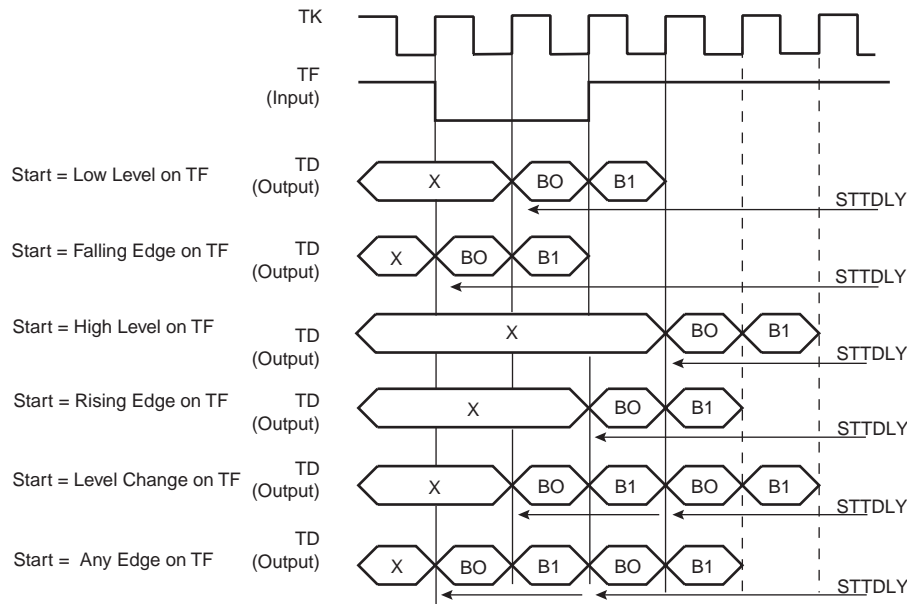 TK
TF
(Input)
Start = Low Level on TF
TD
(Output)
X
BO
B1
STTDLY
Start = Falling Edge on TF
TD
(Output)
X
BO
B1
STTDLY
Start = High Level on TF
TD
(Output)
X
BO
B1
STTDLY
Start = Rising Edge on TF
TD
(Output)
X
BO
B1
STTDLY
Start = Level Change on TF
TD
(Output)
X
BO
B1
BO
B1
STTDLY
Start = Any Edge on TF
TD
(Output)
X
BO
B1
BO
B1
STTDLY